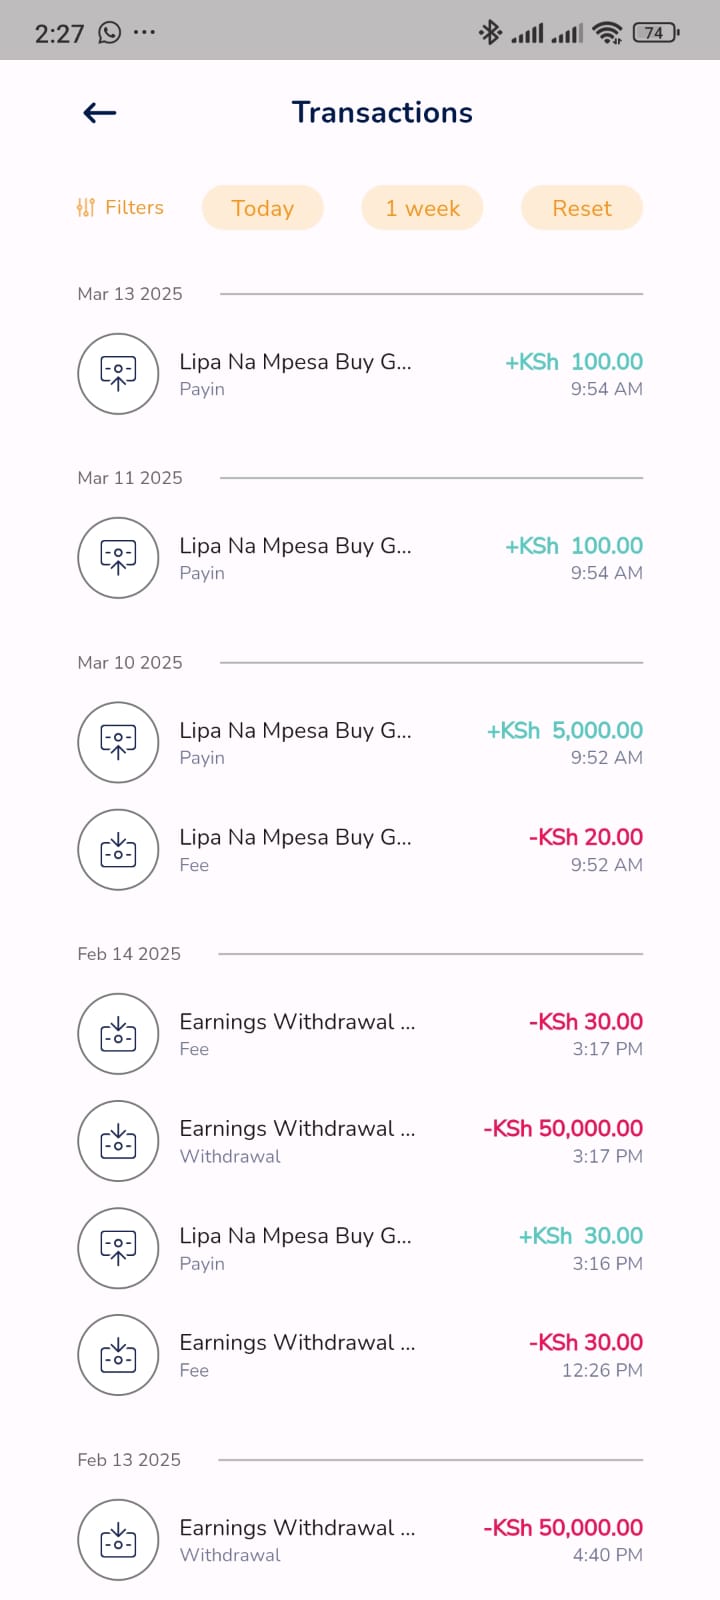 2:27 ... 74
Transactions
Filters Today 1 week Reset
Mar 13 2025
Lipa Na Mpesa Buy G... +KSh 100.00
Payin 9:54 AM
Mar 11 2025
Lipa Na Mpesa Buy G... +KSh 100.00
Payin 9:54 AM
Mar 10 2025
Lipa Na Mpesa Buy G... +KSh 5,000.00
Payin 9:52 AM
Lipa Na Mpesa Buy G... -KSh 20.00
Fee 9:52 AM
Feb 14 2025
Earnings Withdrawal ... -KSh 30.00
Fee 3:17 PM
Earnings Withdrawal ... -KSh 50,000.00
Withdrawal 3:17 PM
Lipa Na Mpesa Buy G... +KSh 30.00
Payin 3:16 PM
Earnings Withdrawal ... -KSh 30.00
Fee 12:26 PM
Feb 13 2025
Earnings Withdrawal ... -KSh 50,000.00
Withdrawal 4:40 PM